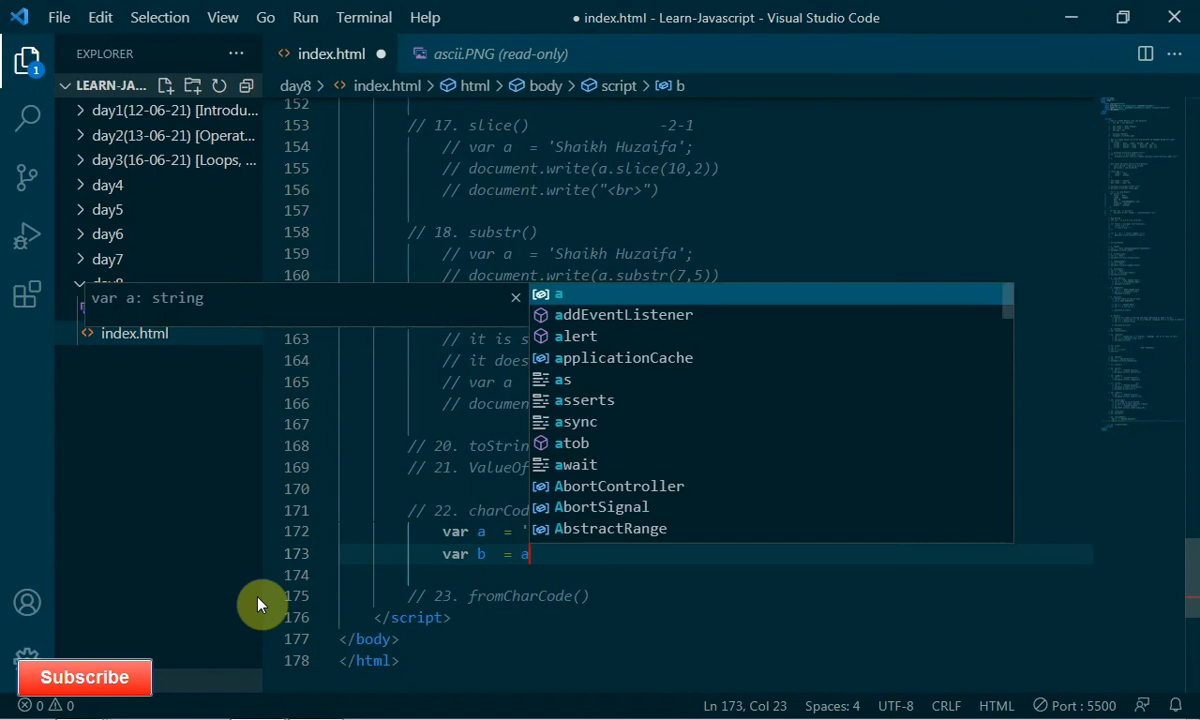 File Edit Selection View Go Run Terminal Help
● index.html - Learn-Javascript - Visual Studio Code
EXPLORER
index.html
ascii.PNG (read-only)
LEARN-JA...
day8 > index.html > html > body > script > b
day1(12-06-21) [Introdu...
day2(13-06-21) [Operat...
day3(16-06-21) [Loops, ...
day4
day5
day6
day7
index.html
1
152
153 // 17. slice() -2-1
154 // var a = 'Shaikh Huzaifa';
155 // document.write(a.slice(10,2))
156 // document.write("<br>")
157
158 // 18. substr()
159 // var a = 'Shaikh Huzaifa';
160 // document.write(a.substr(7,5))
var a: string
a
addEventListener
alert
applicationCache
as
asserts
async
atob
await
AbortController
AbortSignal
AbstractRange
163 // it is s
164 // it does
165 // var a
166 // documen
167
168 // 20. toStrin
169 // 21. ValueOf
170
171 // 22. charCod
172 var a = '
173 var b = a
174
175 // 23. fromCharCode()
176 </script>
177 </body>
178 </html>
Subscribe
0 0
Ln 173, Col 23 Spaces: 4 UTF-8 CRLF HTML Port : 5500